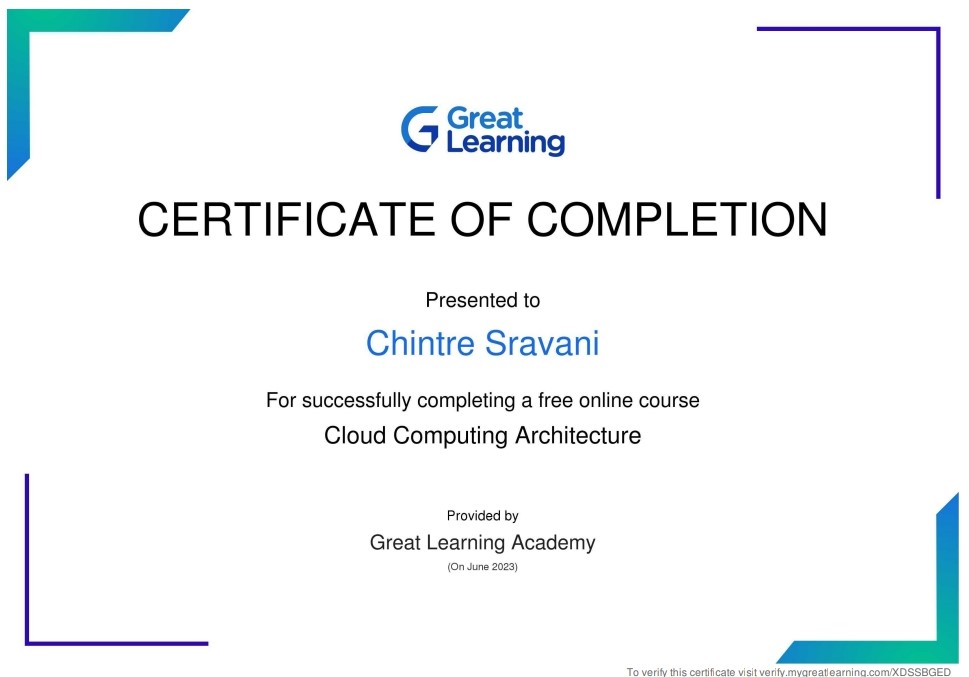 Great
Learning
CERTIFICATE OF COMPLETION
Presented to
Chintre Sravani
For successfully completing a free online course
Cloud Computing Architecture
Provided by
Great Learning Academy
(On June 2023)
To verify this certificate visit verify.mygreatlearning.com/XDSSBGED